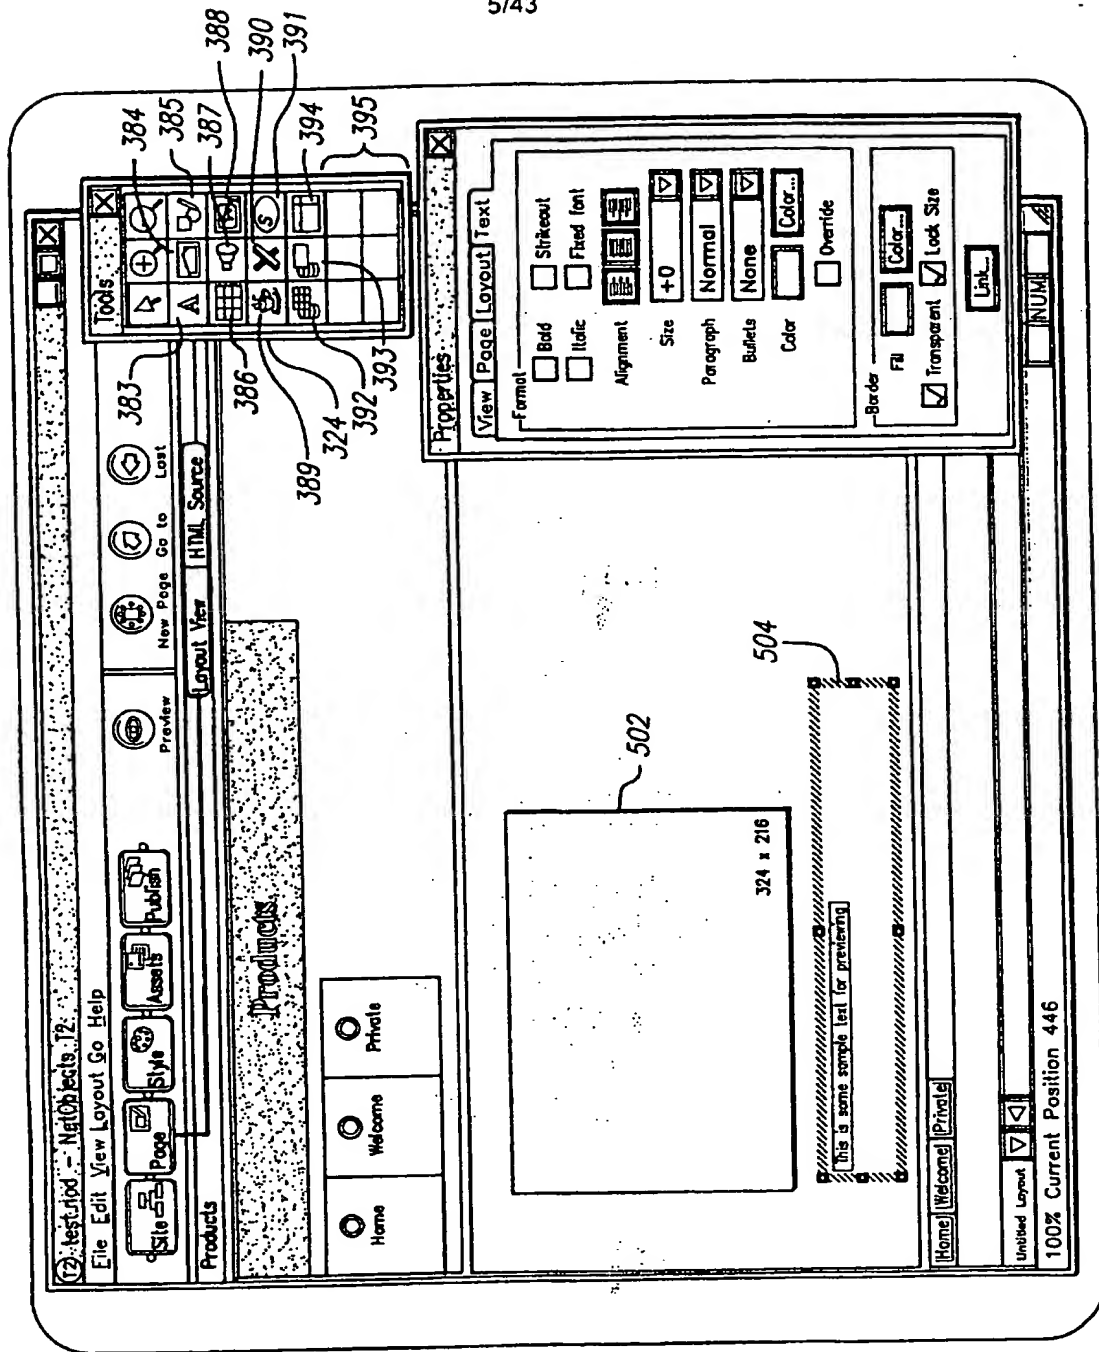 5/43
T2 test.nod - NetObjects T2
File Edit View Layout Go Help
Site Page Style Assets Publish
Preview New Page Go to Last
Products
Layout View HTML Source
Products
Home Welcome Private
502
324 x 216
504
This is some sample text for previewing
Home Welcome Private
Untitled Layout
100% Current Position 446
NUM
Tools
383
384
385
386
387
388
389
390
391
324
392
393
394
395
Properties
View Page Layout Text
Format
Bold Strikeout
Italic Fixed font
Alignment
Size +0
Paragraph Normal
Bullets None
Color Color...
Override
Border
Fill Color...
Transparent Lock Size
Link...
A
S